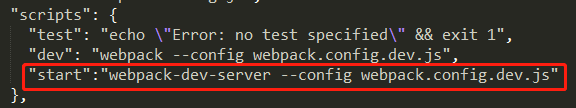 "scripts": {
"test": "echo \"Error: no test specified\" && exit 1",
"dev": "webpack --config webpack.config.dev.js",
"start":"webpack-dev-server --config webpack.config.dev.js"
},